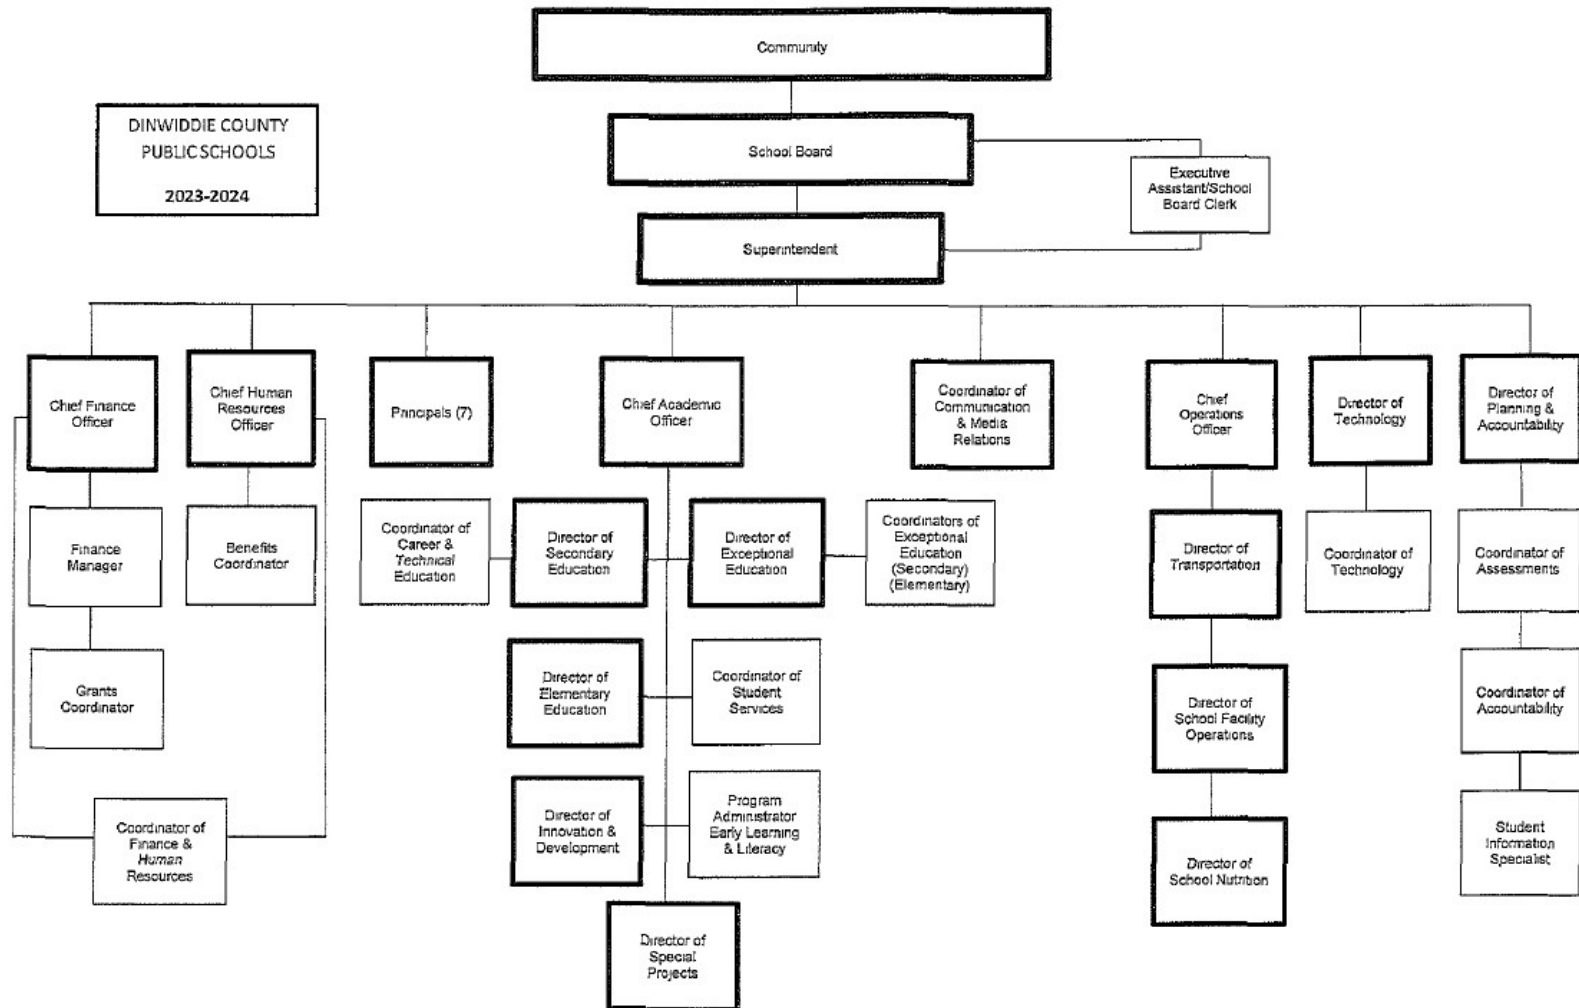 Community
DINWIDDIE COUNTY
PUBLIC SCHOOLS
2023-2024
School Board
Executive
Assistant/School
Board Clerk
Superintendent
Chief Finance
Officer
Chief Human
Resources
Officer
Principals (7)
Chief Academic
Officer
Coordinator of
Communication
& Media
Relations
Chief
Operations
Officer
Director of
Technology
Director of
Planning &
Accountability
Finance
Manager
Benefits
Coordinator
Coordinator of
Career &
Technical
Education
Director of
Secondary
Education
Director of
Exceptional
Education
Coordinators of
Exceptional
Education
(Secondary)
(Elementary)
Director of
Transportation
Coordinator of
Technology
Coordinator of
Assessments
Grants
Coordinator
Director of
Elementary
Education
Coordinator of
Student
Services
Director of
School Facility
Operations
Coordinator of
Accountability
Coordinator of
Finance &
Human
Resources
Director of
Innovation &
Development
Program
Administrator
Early Learning
& Literacy
Director of
School Nutrition
Student
Information
Specialist
Director of
Special
Projects